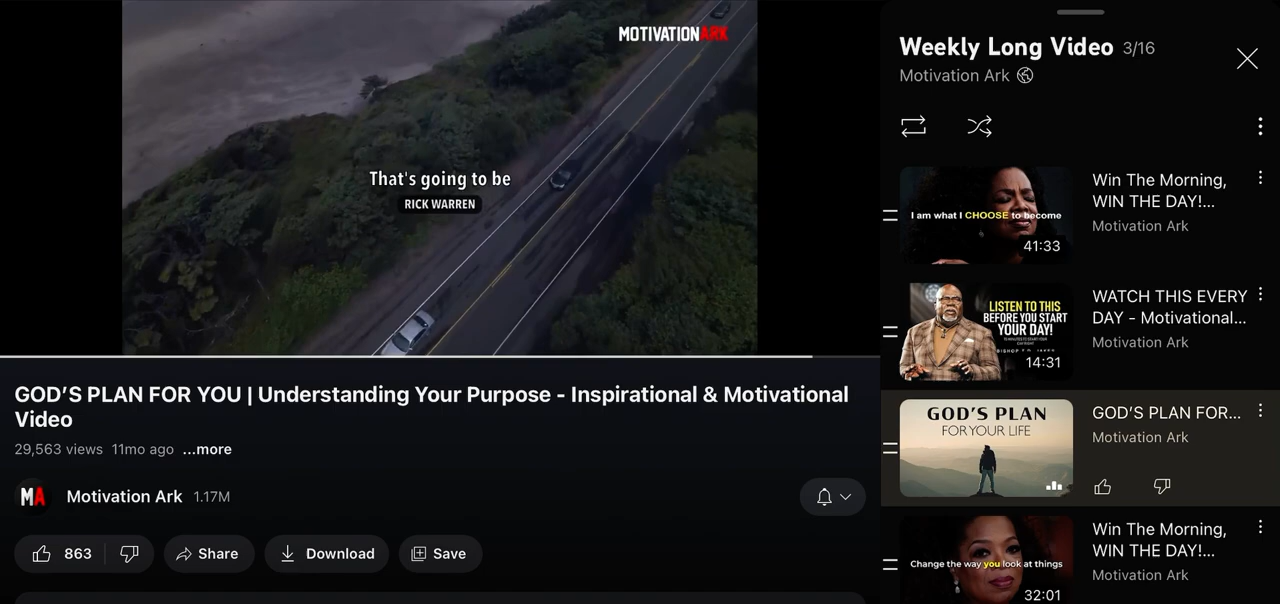 MOTIVATIONARK
That's going to be
RICK WARREN
GOD'S PLAN FOR YOU | Understanding Your Purpose - Inspirational & Motivational
Video
29,563 views 11mo ago ...more
MA Motivation Ark 1.17M
863 Share Download Save
Weekly Long Video 3/16
Motivation Ark
I am what I CHOOSE to become
41:33
Win The Morning,
WIN THE DAY!...
Motivation Ark
LISTEN TO THIS
BEFORE YOU START
YOUR DAY!
14:31
WATCH THIS EVERY
DAY - Motivational...
Motivation Ark
GOD'S PLAN
FOR YOUR LIFE
GOD'S PLAN FOR...
Motivation Ark
Change the way you look at things
32:01
Win The Morning,
WIN THE DAY!...
Motivation Ark